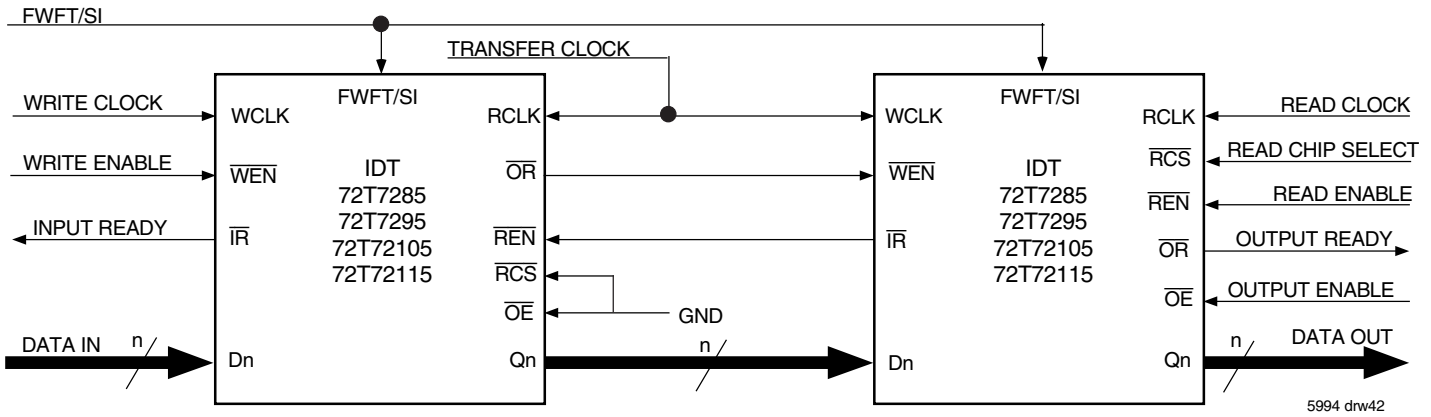 FWFT/SI
TRANSFER CLOCK
WRITE CLOCK
WRITE ENABLE
INPUT READY
DATA IN
n
FWFT/SI
WCLK
WEN
IR
Dn
IDT
72T7285
72T7295
72T72105
72T72115
RCLK
OR
REN
RCS
OE
Qn
GND
n
FWFT/SI
WCLK
WEN
IR
Dn
IDT
72T7285
72T7295
72T72105
72T72115
RCLK
RCS
REN
OR
OE
Qn
READ CLOCK
READ CHIP SELECT
READ ENABLE
OUTPUT READY
OUTPUT ENABLE
n
DATA OUT
5994 drw42